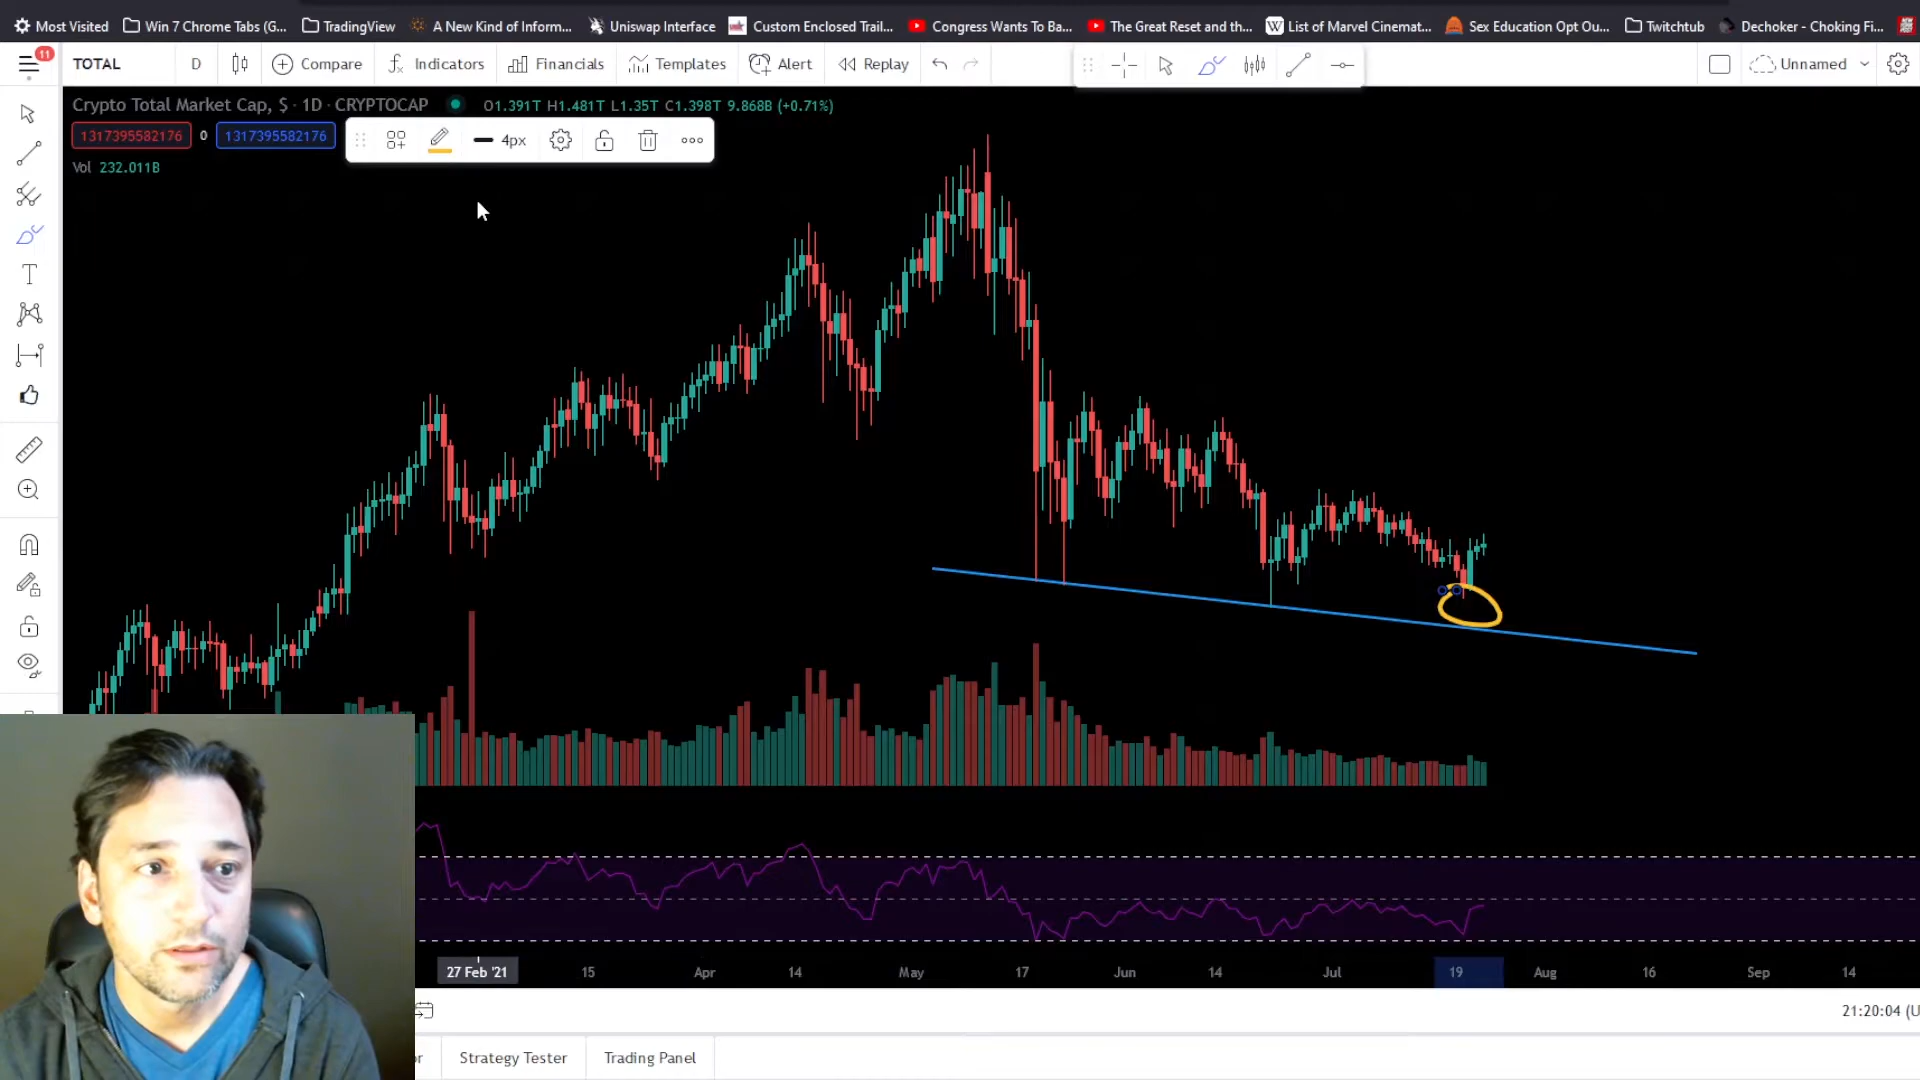 Most Visited Win 7 Chrome Tabs (G... TradingView A New Kind of Inform... Uniswap Interface Custom Enclosed Trail... Congress Wants To Ba... The Great Reset and th... List of Marvel Cinemat... Sex Education Opt Ou... Twitchtub Dechoker - Choking Fi...
11 TOTAL D Compare Indicators Financials Templates Alert Replay Unnamed
Crypto Total Market Cap, $ · 1D · CRYPTOCAP O1.391T H1.481T L1.35T C1.398T 9.868B (+0.71%)
1317395582176 0 1317395582176 4px
Vol 232.011B
T
27 Feb '21 15 Apr 14 May 17 Jun 14 Jul 19 Aug 16 Sep 14
21:20:04 (U
or Strategy Tester Trading Panel